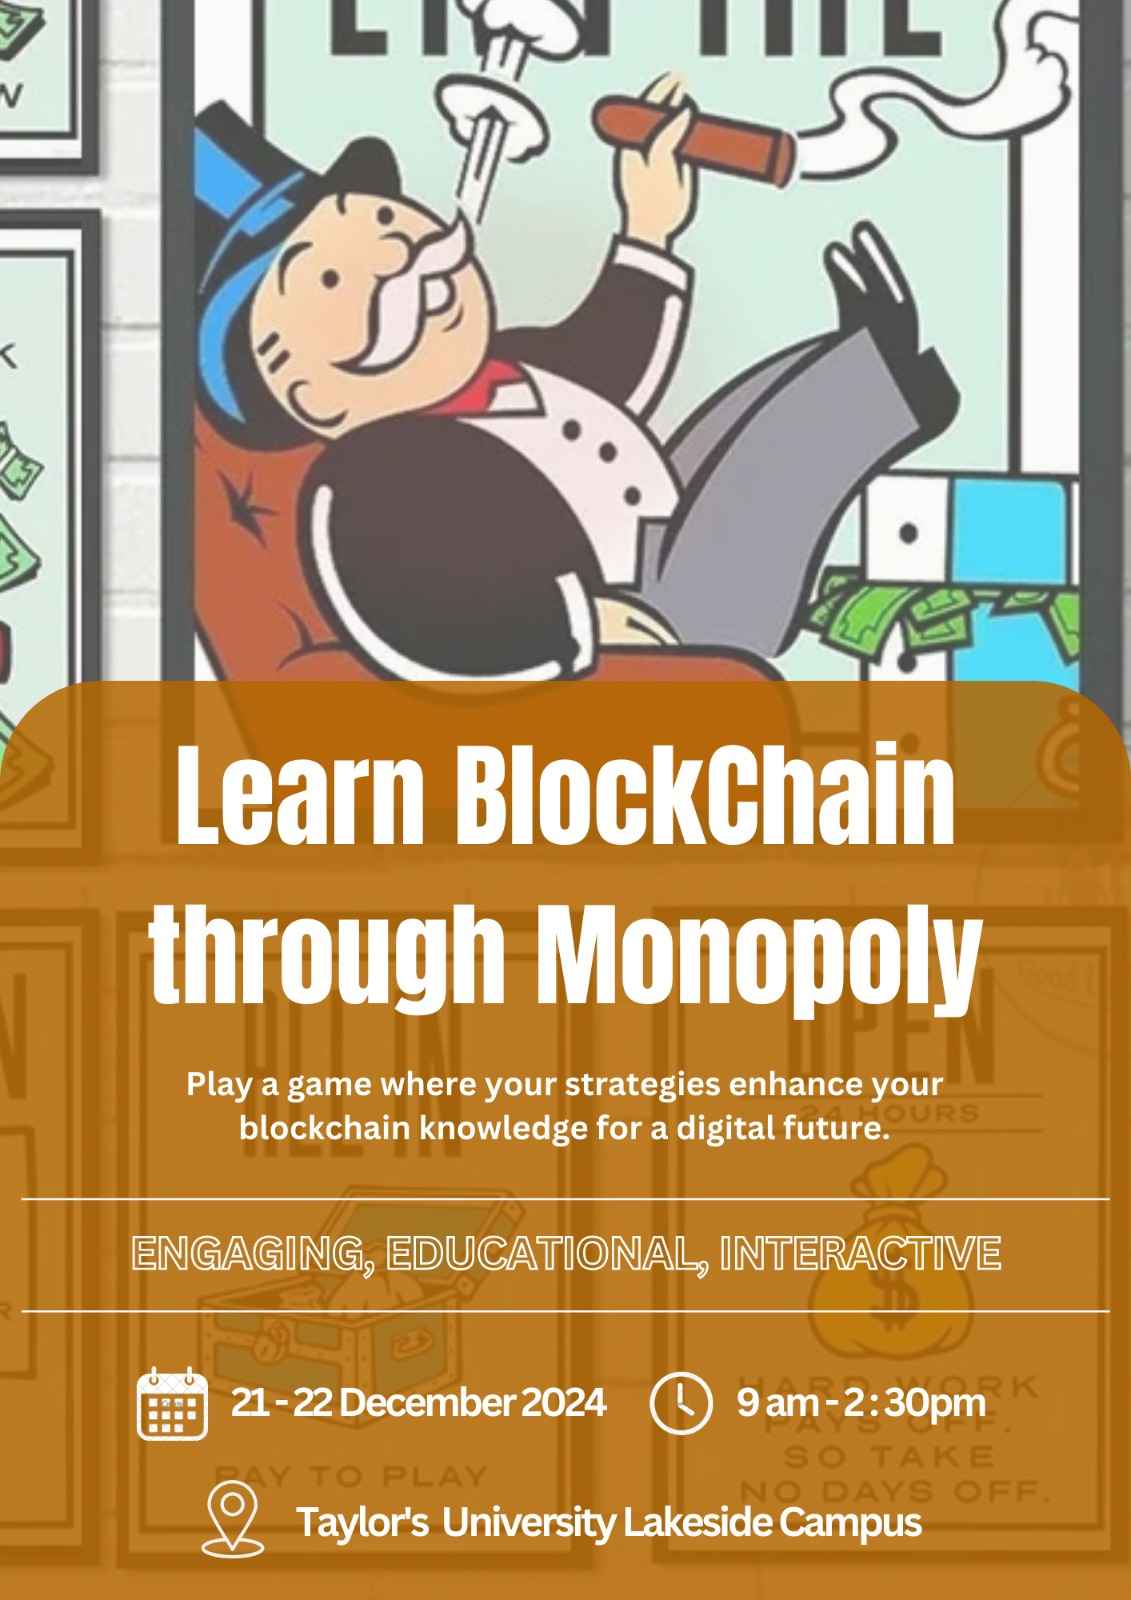 W
K
Learn BlockChain
through Monopoly
Play a game where your strategies enhance your
blockchain knowledge for a digital future.
ENGAGING, EDUCATIONAL, INTERACTIVE
21 - 22 December 2024
9 am - 2 : 30pm
Taylor's University Lakeside Campus
ALL IN
PAY TO PLAY
OPEN
24 HOURS
$
HARD WORK
PAYS OFF.
SO TAKE
NO DAYS OFF.